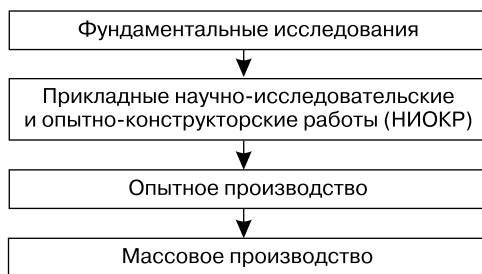 Фундаментальные исследования
Прикладные научно-исследовательские
и опытно-конструкторские работы (НИОКР)
Опытное производство
Массовое производство